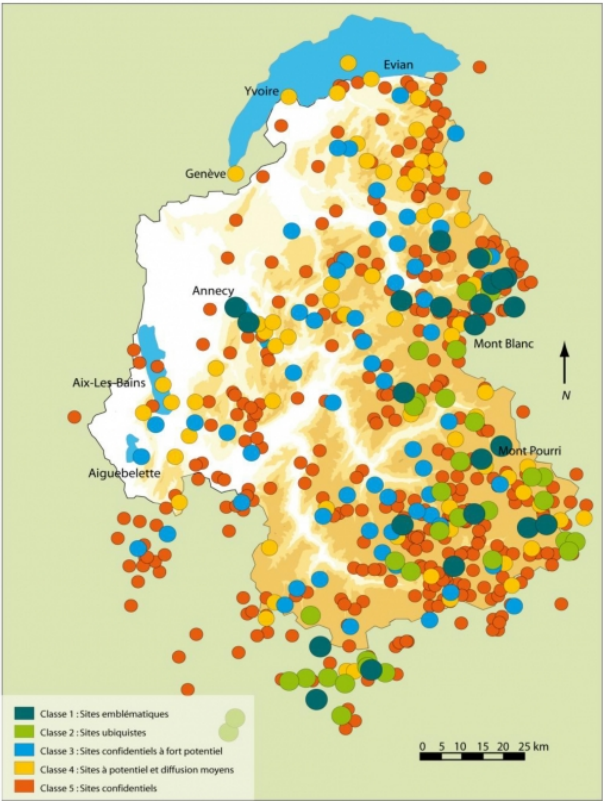 Evian
Yvoire
Genève
Annecy
Mont Blanc
N
Aix-Les-Bains
Mont Pourri
Aiguebelette
Classe 1 : Sites emblématiques
Classe 2 : Sites ubiquistes
Classe 3 : Sites confidentiels à fort potentiel
Classe 4 : Sites à potentiel et diffusion moyens
Classe 5 : Sites confidentiels
0 5 10 15 20 25 km